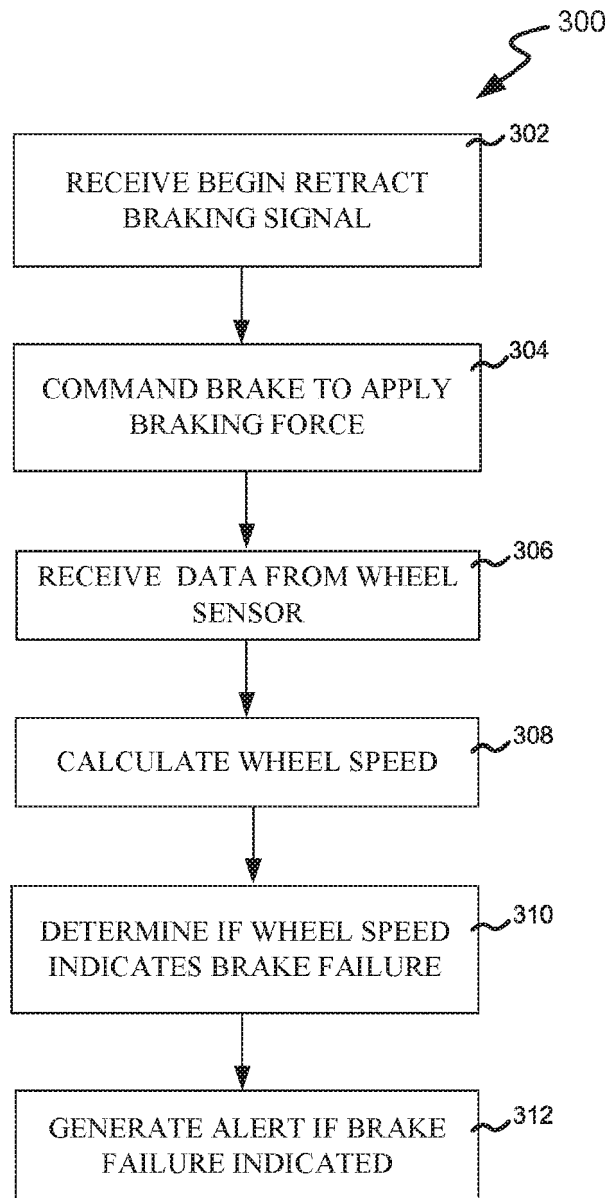 300
302
RECEIVE BEGIN RETRACT
BRAKING SIGNAL
304
COMMAND BRAKE TO APPLY
BRAKING FORCE
306
RECEIVE DATA FROM WHEEL
SENSOR
308
CALCULATE WHEEL SPEED
310
DETERMINE IF WHEEL SPEED
INDICATES BRAKE FAILURE
312
GENERATE ALERT IF BRAKE
FAILURE INDICATED